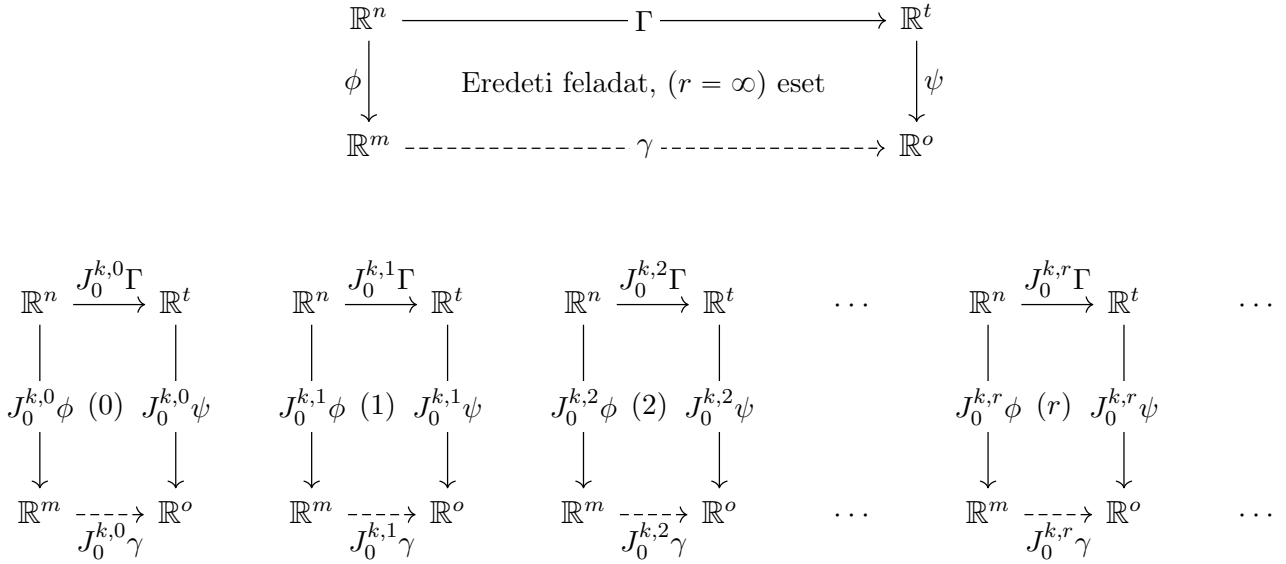 ℝⁿ Γ ℝᵗ
ϕ Eredeti feladat, (r = ∞) eset ψ
ℝᵐ γ ℝᵒ
J₀^{k,0}Γ J₀^{k,1}Γ J₀^{k,2}Γ J₀^{k,r}Γ
ℝⁿ ℝᵗ ℝⁿ ℝᵗ ℝⁿ ℝᵗ ⋯ ℝⁿ ℝᵗ ⋯
J₀^{k,0}ϕ (0) J₀^{k,0}ψ J₀^{k,1}ϕ (1) J₀^{k,1}ψ J₀^{k,2}ϕ (2) J₀^{k,2}ψ J₀^{k,r}ϕ (r) J₀^{k,r}ψ
ℝᵐ ℝᵒ ℝᵐ ℝᵒ ℝᵐ ℝᵒ ⋯ ℝᵐ ℝᵒ ⋯
J₀^{k,0}γ J₀^{k,1}γ J₀^{k,2}γ J₀^{k,r}γ